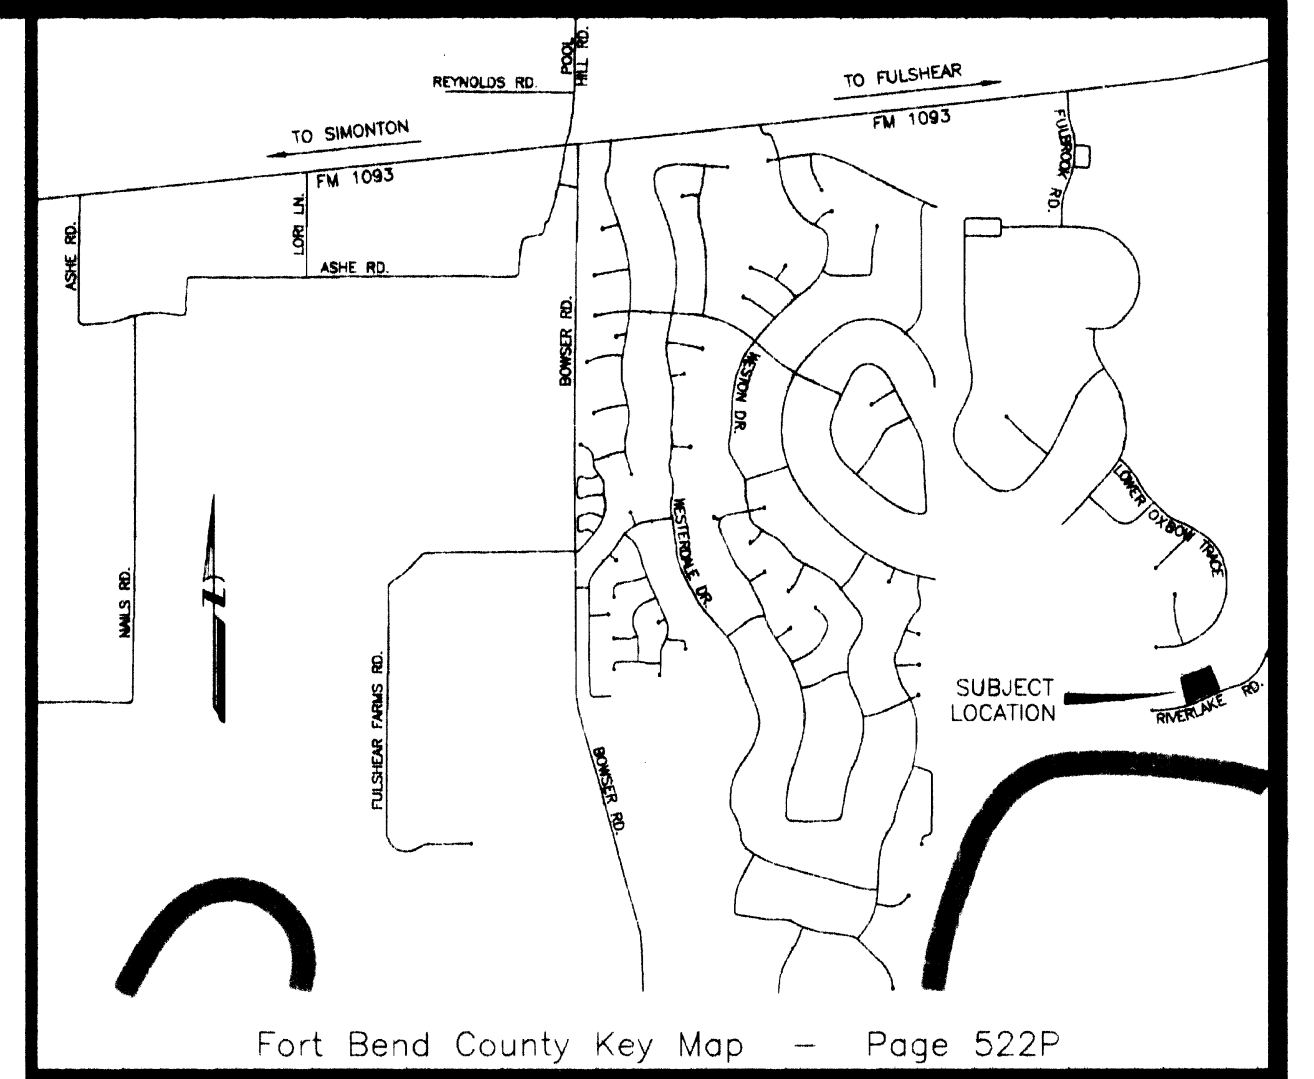 POOL
HILL RD.
REYNOLDS RD.
TO FULSHEAR
FM 1093
TO SIMONTON
FM 1093
FULBROOK RD.
LORI LN.
ASHE RD.
ASHE RD.
BOWSER RD.
WESTON DR.
LOWER OXBOW TRACE
WESTERDALE DR.
NAILS RD.
FULSHEAR FARMS RD.
SUBJECT
LOCATION
RIVERLAKE RD.
BOWSER RD.
Fort Bend County Key Map - Page 522P